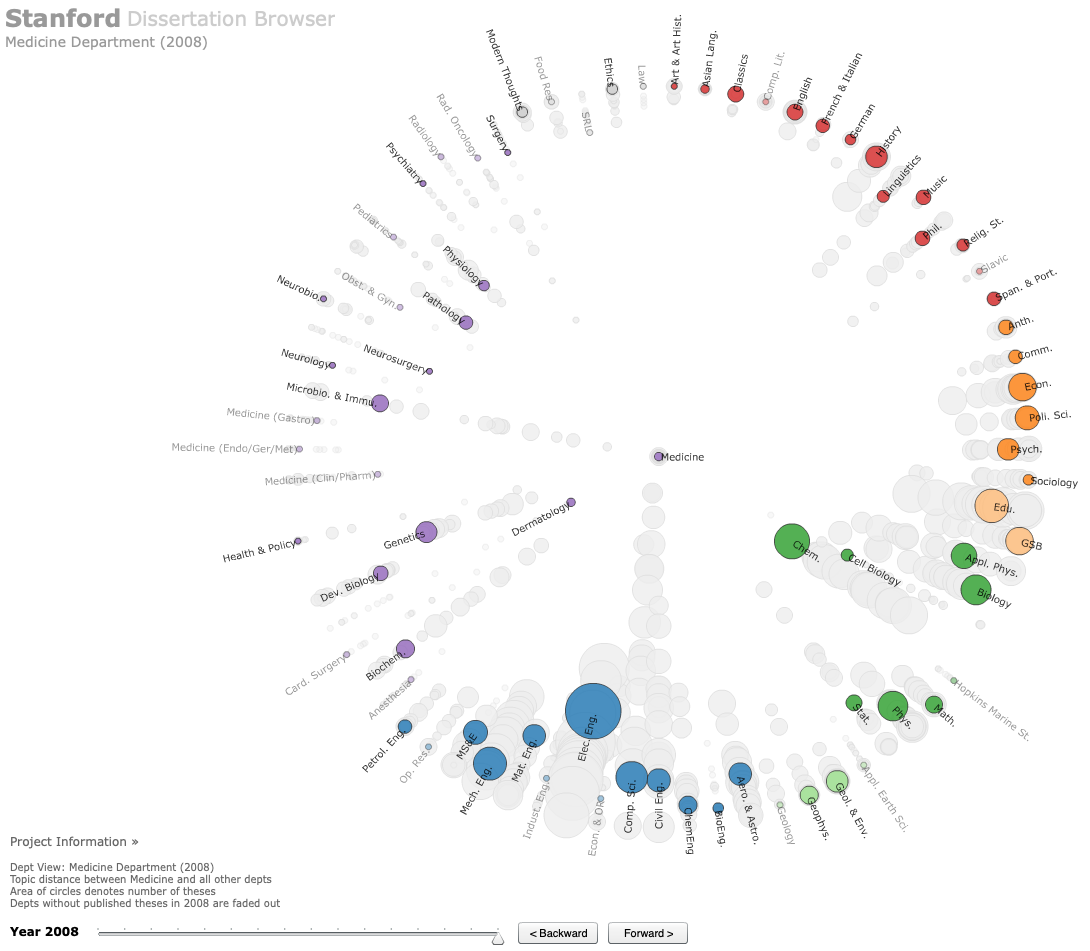 Stanford Dissertation Browser
Medicine Department (2008)
Modern Thoughts
Food Res.
SRID
Ethics
Law
Art & Art Hist.
Asian Lang.
Classics
Comp. Lit.
English
French & Italian
German
History
Linguistics
Music
Phil.
Relig. St.
Slavic
Span. & Port.
Anth.
Comm.
Econ.
Poli. Sci.
Psych.
Sociology
Edu.
GSB
Appl. Phys.
Biology
Chem.
Cell Biology
Hopkins Marine St.
Math.
Phys.
Stat.
Appl. Earth Sci.
Geol. & Env.
Geophys.
Geology
Aero. & Astro.
BioEng.
ChemEng
Civil Eng.
Comp. Sci.
Econ. & OR
Elec. Eng.
Indust. Eng.
Mat. Eng.
Mech. Eng.
MS&E
Op. Res.
Petrol. Eng.
Anesthesia
Biochem.
Card. Surgery
Dev. Biology
Health & Policy
Genetics
Dermatology
Medicine
Medicine (Clin/Pharm)
Medicine (Endo/Ger/Met)
Medicine (Gastro)
Microbio. & Immu.
Neurology
Neurosurgery
Neurobio.
Obst. & Gyn.
Pathology
Pediatrics
Physiology
Psychiatry
Radiology
Rad. Oncology
Surgery
Project Information »
Dept View: Medicine Department (2008)
Topic distance between Medicine and all other depts
Area of circles denotes number of theses
Depts without published theses in 2008 are faded out
Year 2008
< Backward
Forward >